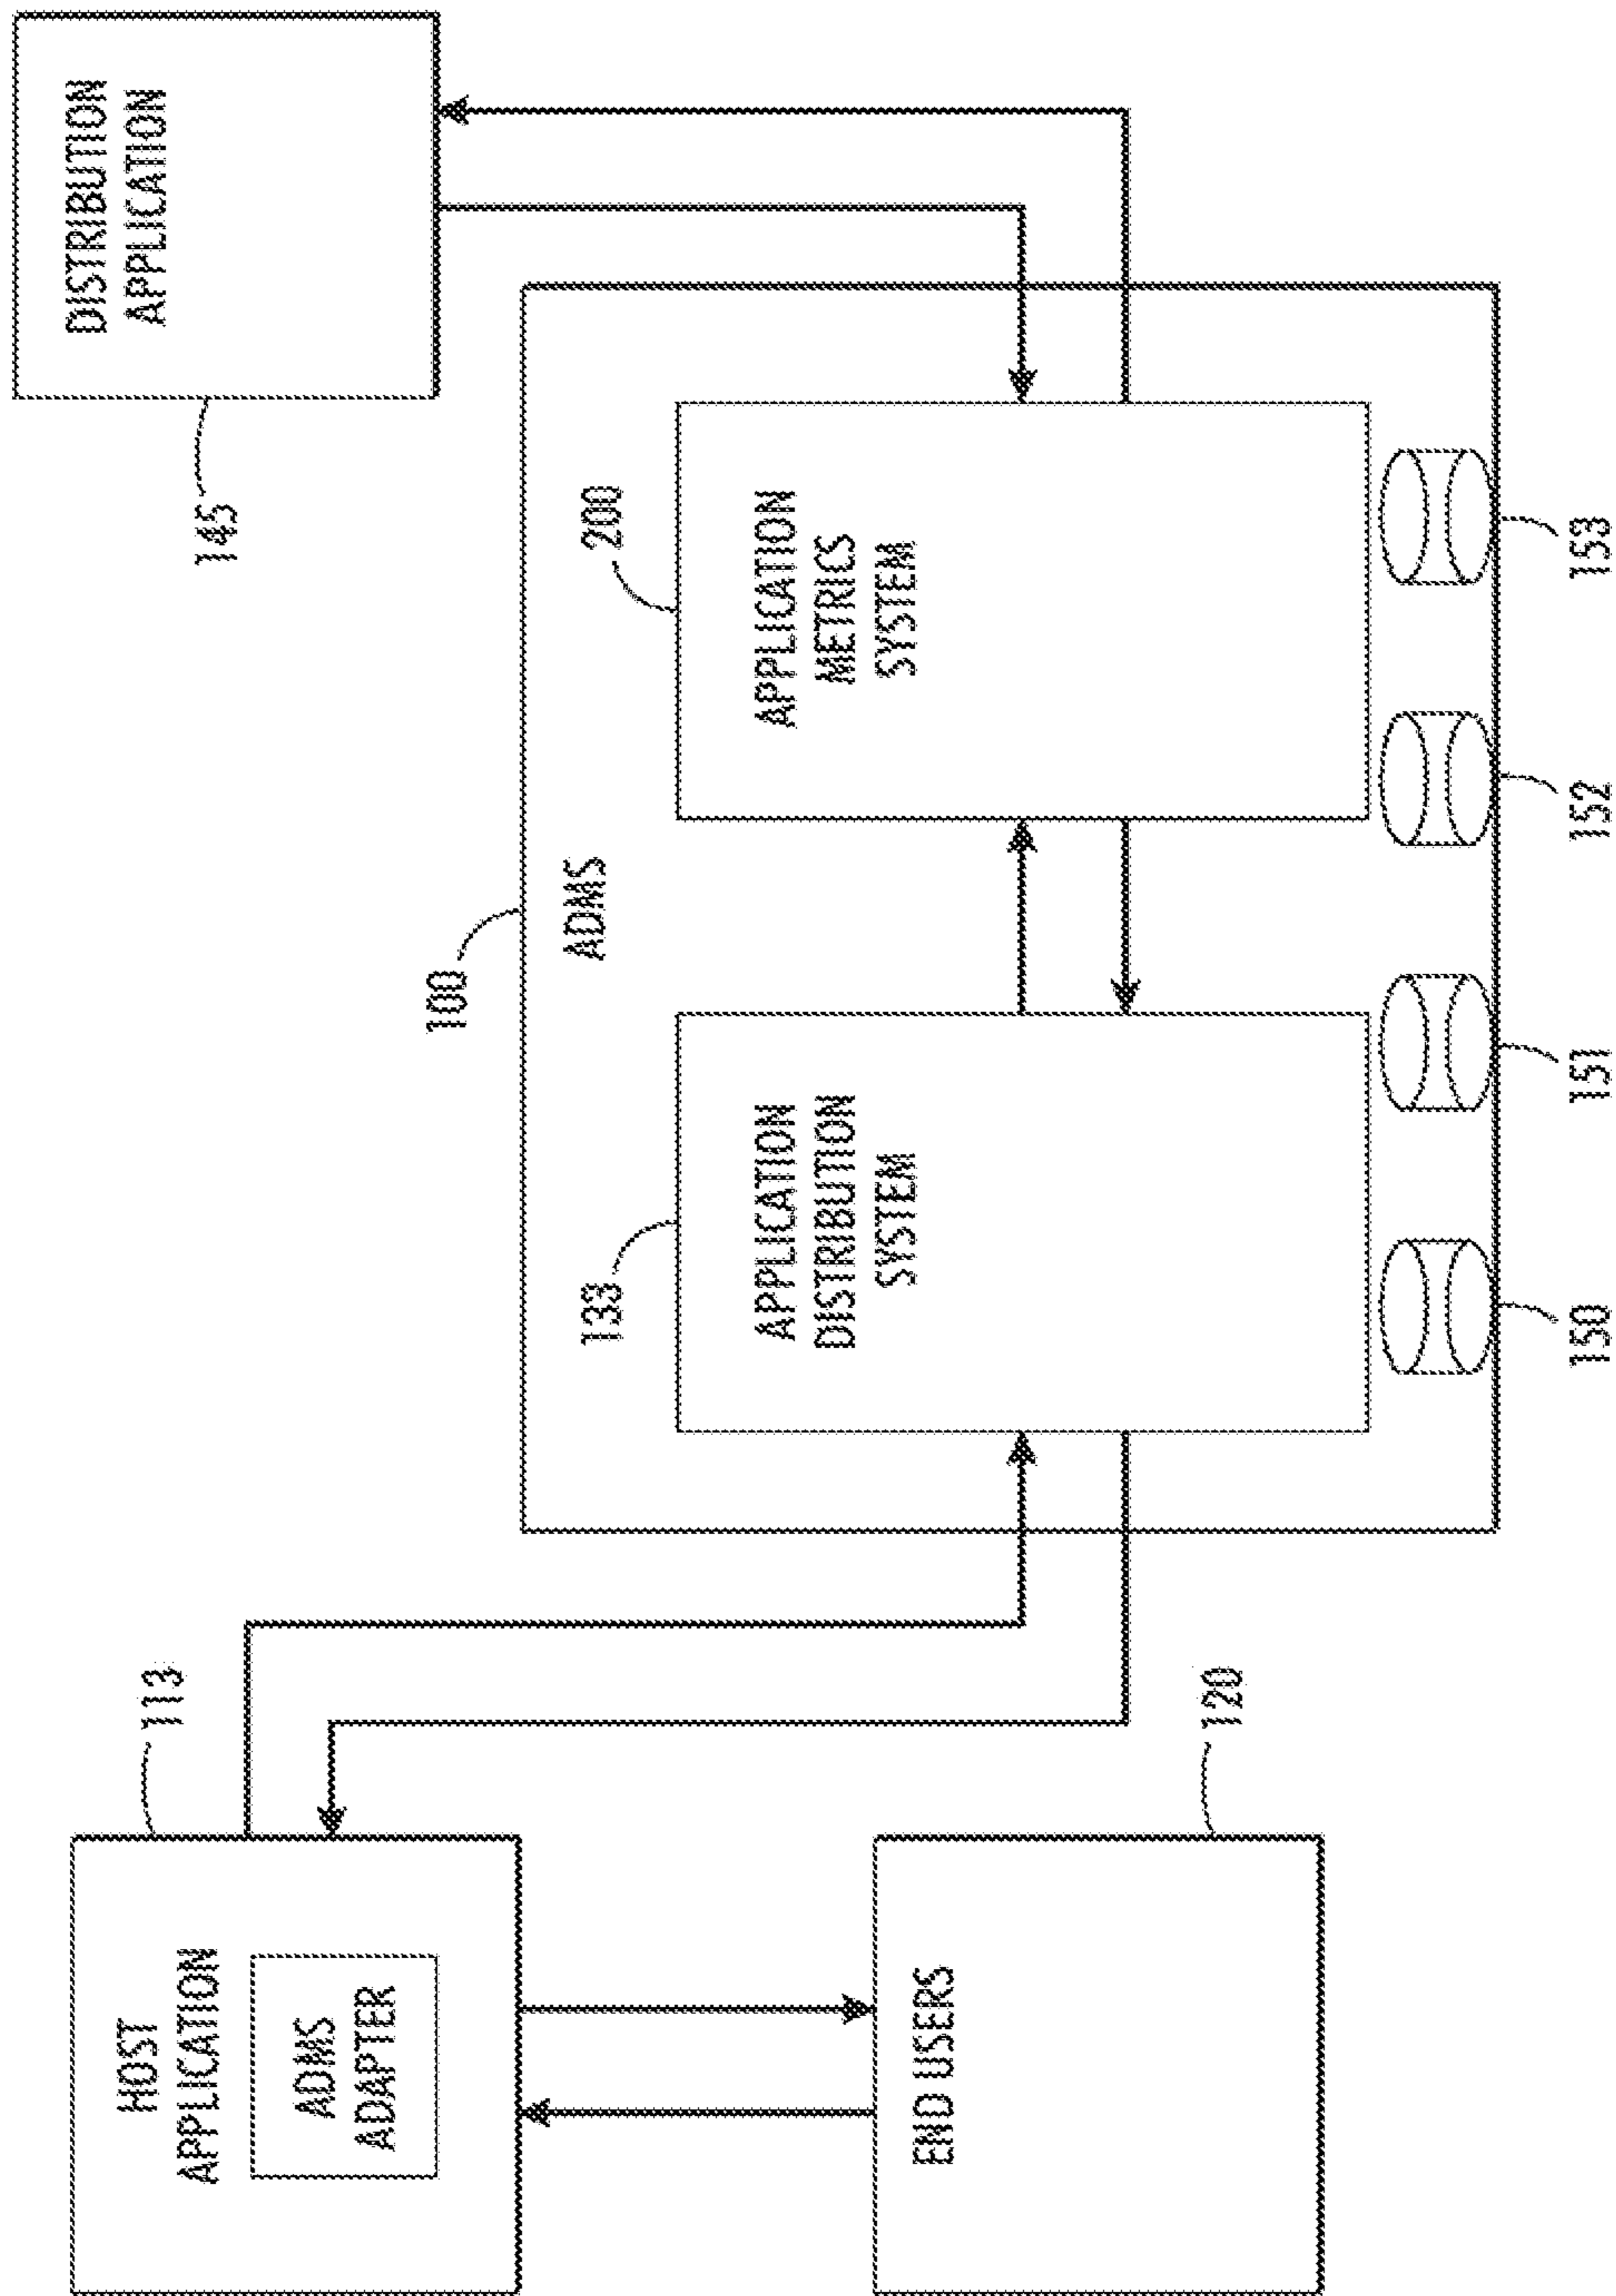 HOST
APPLICATION
113
ADMS
ADAPTER
END USERS
120
100
ADMS
133
APPLICATION
DISTRIBUTION
SYSTEM
200
APPLICATION
METRICS
SYSTEM
150
151
152
153
DISTRIBUTION
APPLICATION
145